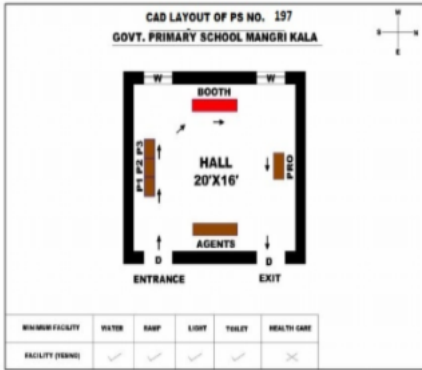 CAD LAYOUT OF PS NO. 197
GOVT. PRIMARY SCHOOL MANGRI KALA
W
S
N
E
W
W
BOOTH
P1 P2 P3
HALL
20'X16'
PRO
AGENTS
D
D
ENTRANCE
EXIT
MINIMUM FACILITY WATER RAMP LIGHT TOILET HEALTH CARE
FACILITY (YES/NO)